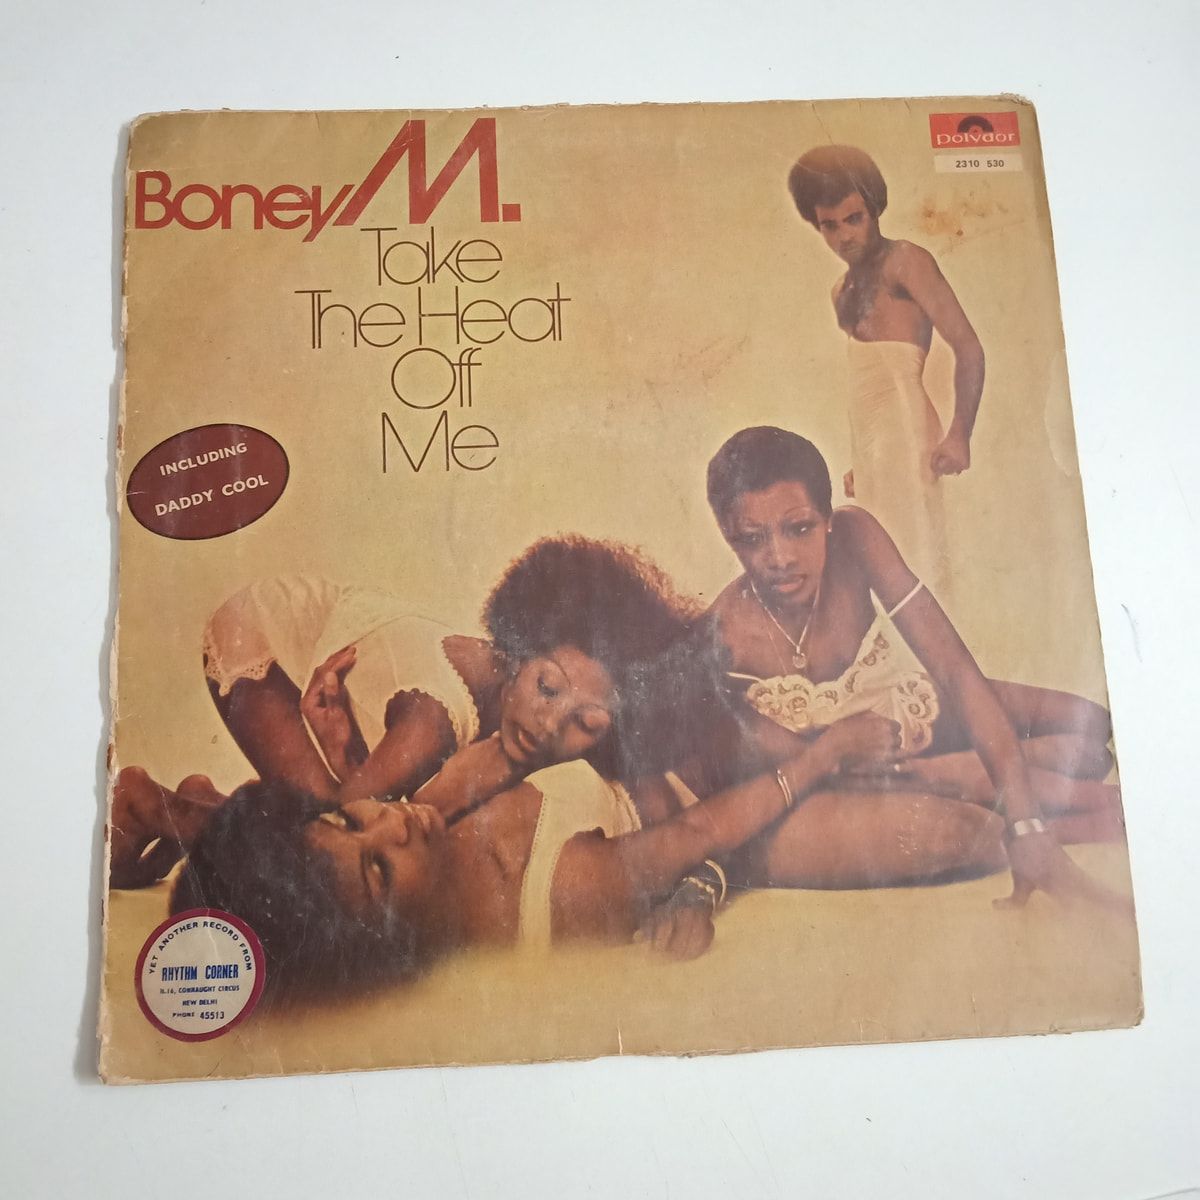 Boney M.
Take
The Heat
Off
Me
polydor
2310 530
INCLUDING
DADDY COOL
YET ANOTHER RECORD FROM
RHYTHM CORNER
N.16, CONNAUGHT CIRCUS
NEW DELHI
PHONE 45513